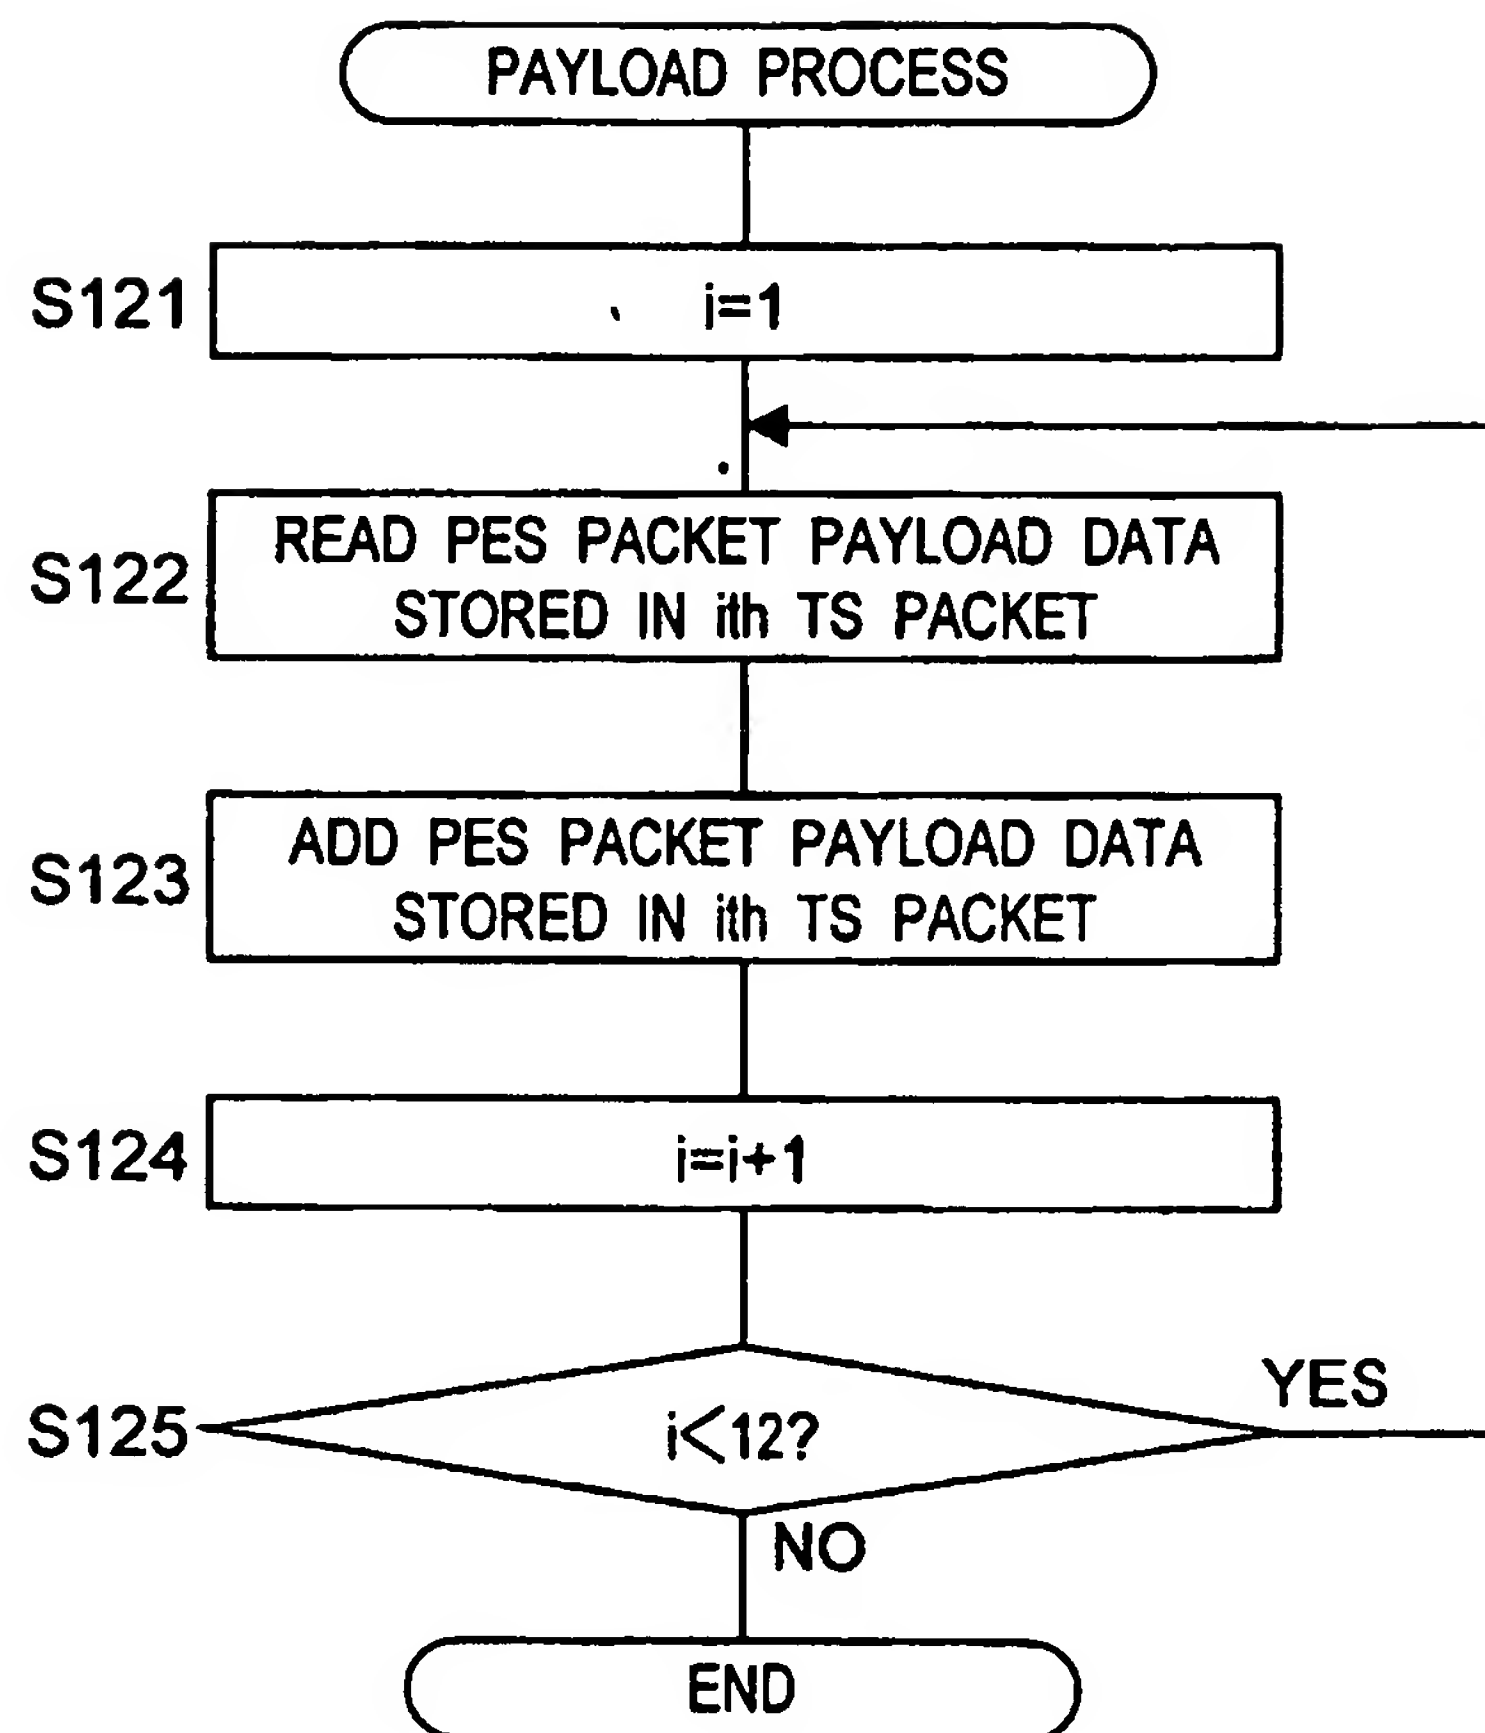 PAYLOAD PROCESS
S121
i=1
S122
READ PES PACKET PAYLOAD DATA
STORED IN ith TS PACKET
S123
ADD PES PACKET PAYLOAD DATA
STORED IN ith TS PACKET
S124
i=i+1
S125
i<12?
YES
NO
END